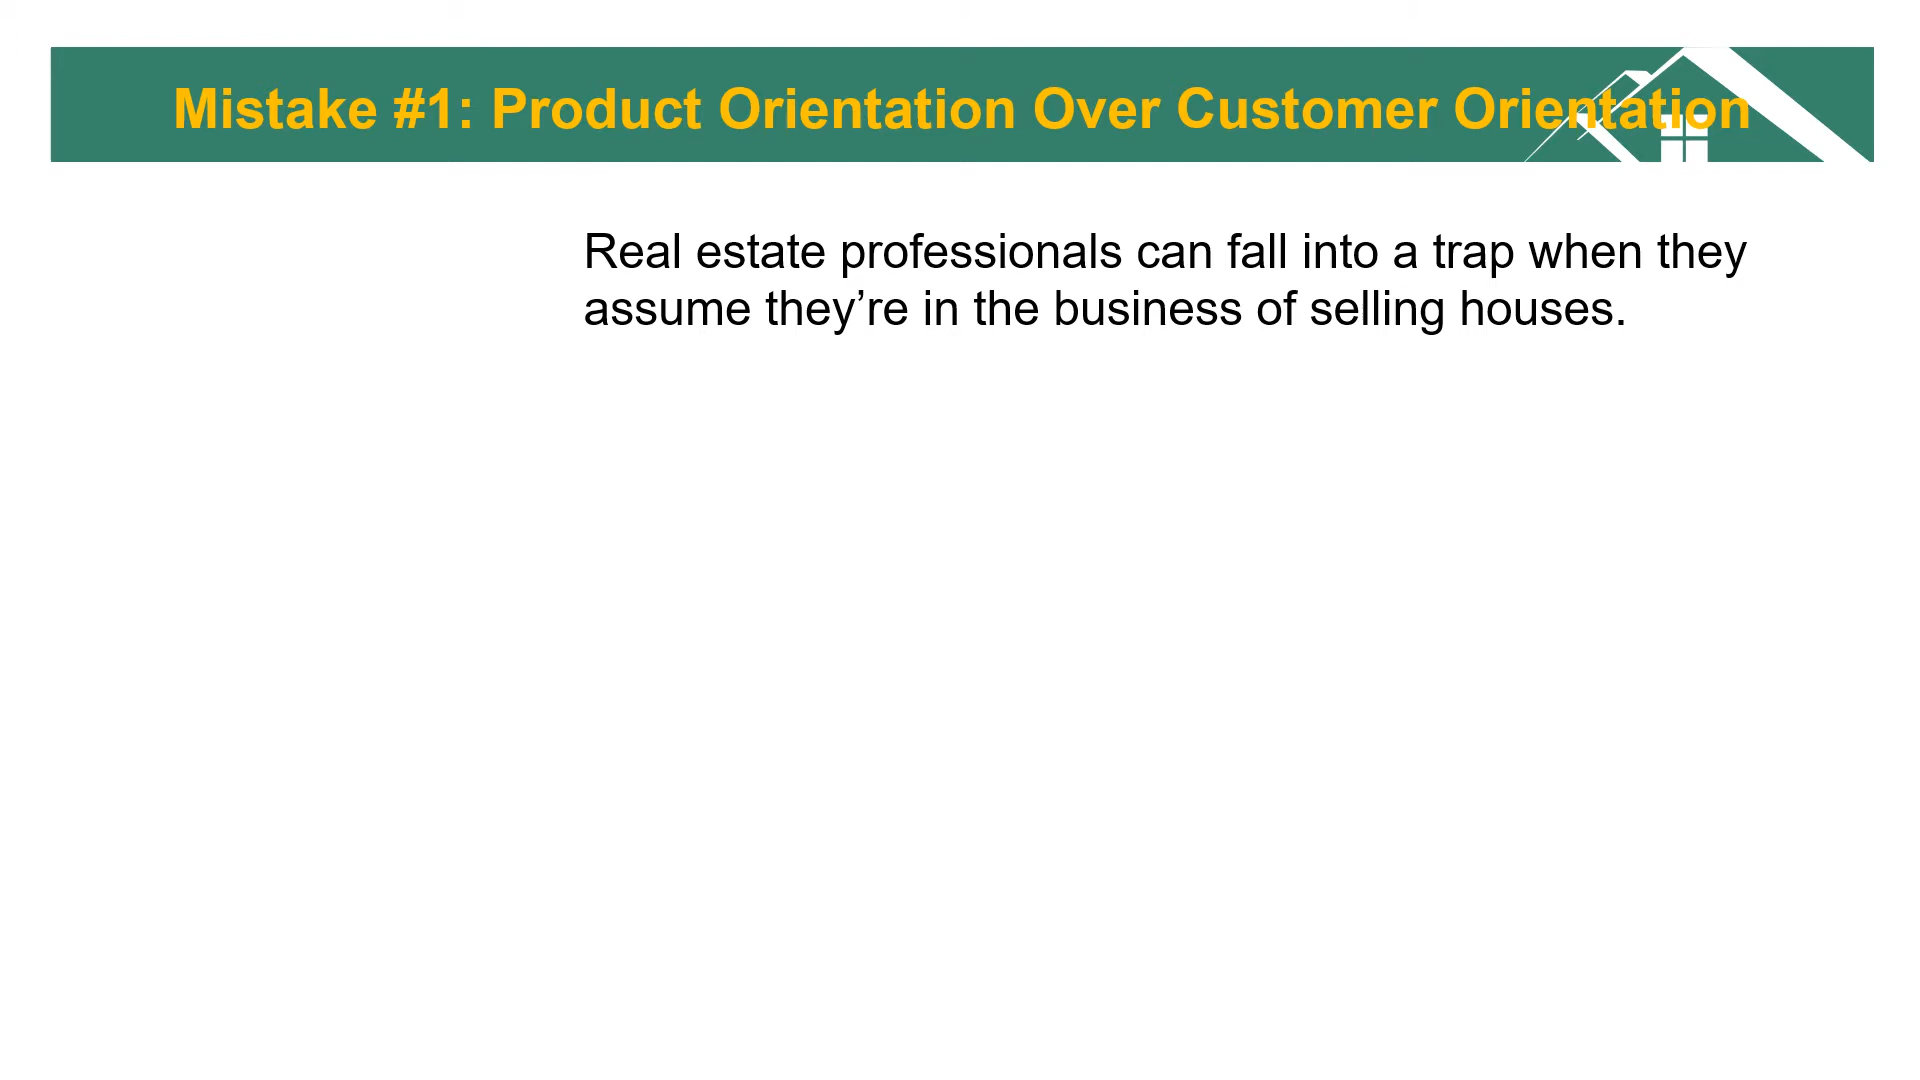 Mistake #1: Product Orientation Over Customer Orientation
Real estate professionals can fall into a trap when they
assume they’re in the business of selling houses.